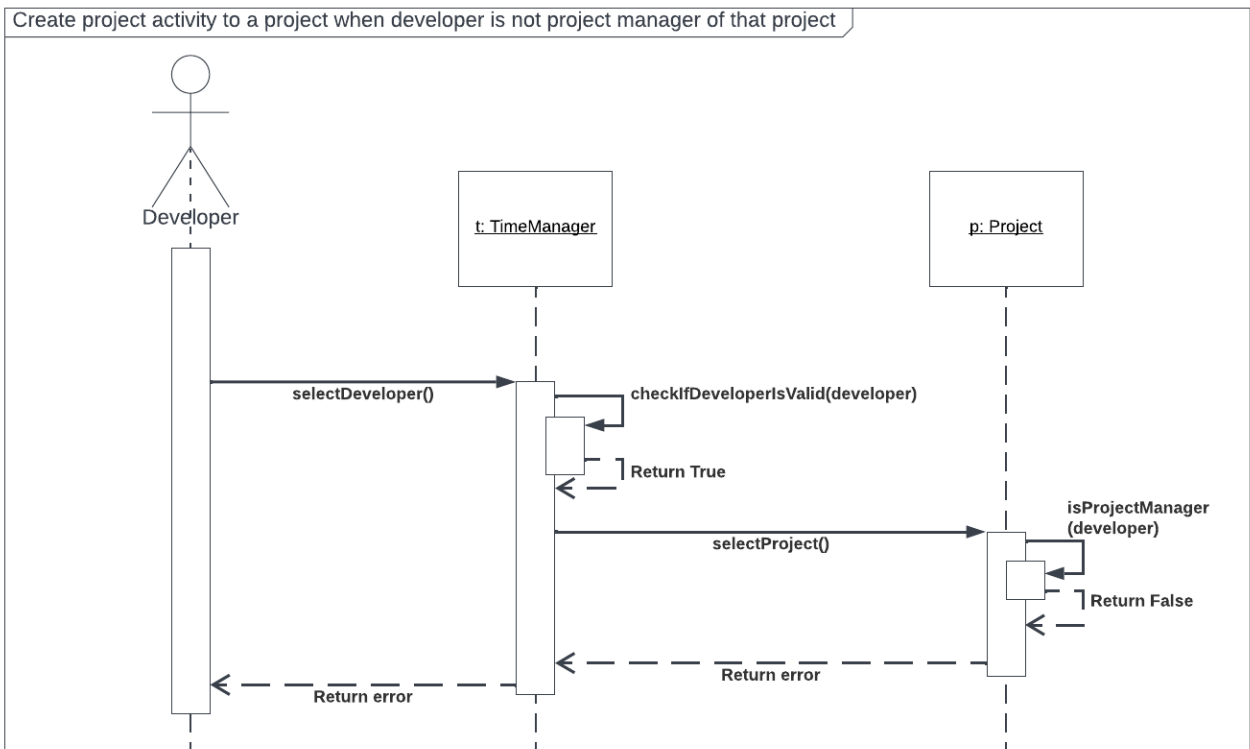 Create project activity to a project when developer is not project manager of that project
Developer
t: TimeManager
p: Project
selectDeveloper()
checkIfDeveloperIsValid(developer)
Return True
selectProject()
isProjectManager
(developer)
Return False
Return error
Return error